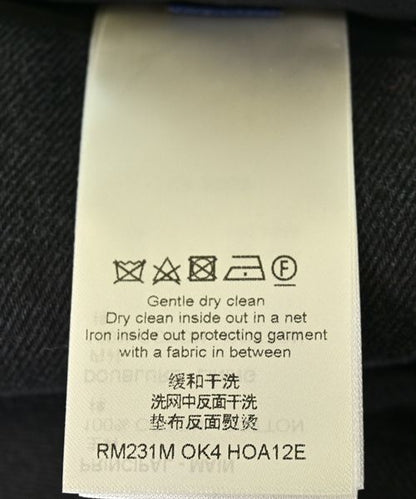 F
Gentle dry clean
Dry clean inside out in a net
Iron inside out protecting garment
with a fabric in between
缓和干洗
洗网中反面干洗
垫布反面熨烫
RM231M OK4 HOA12E